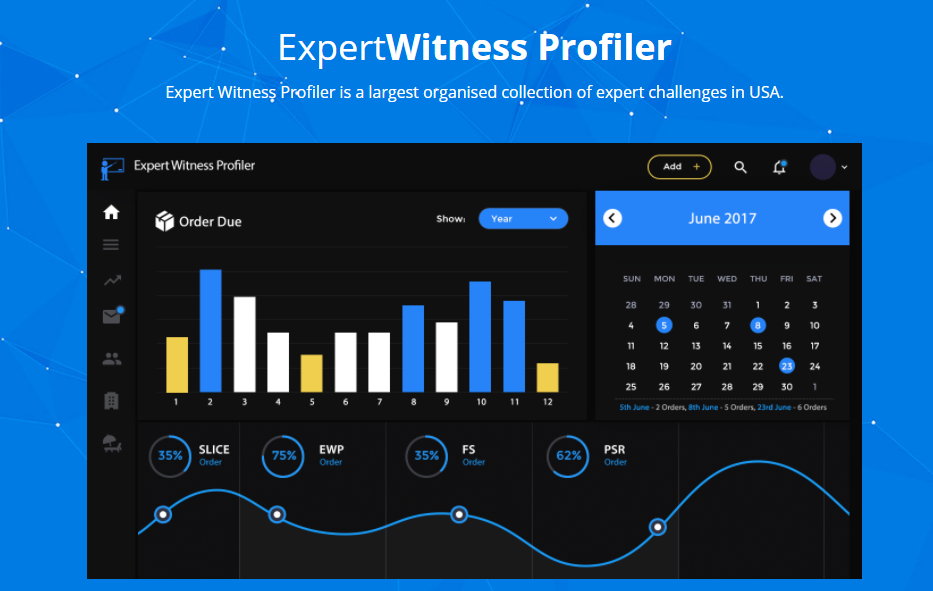 ExpertWitness Profiler
Expert Witness Profiler is a largest organised collection of expert challenges in USA.
Expert Witness Profiler
Add +
Order Due
Show:
Year
June 2017
SUN MON TUE WED THU FRI SAT
28 29 30 31 1 2 3
4 5 6 7 8 9 10
11 12 13 14 15 16 17
18 19 20 21 22 23 24
25 26 27 28 29 30 1
5th June - 2 Orders, 8th June - 5 Orders, 23rd June - 6 Orders
1 2 3 4 5 6 7 8 9 10 11 12
35% SLICE
Order
75% EWP
Order
35% FS
Order
62% PSR
Order